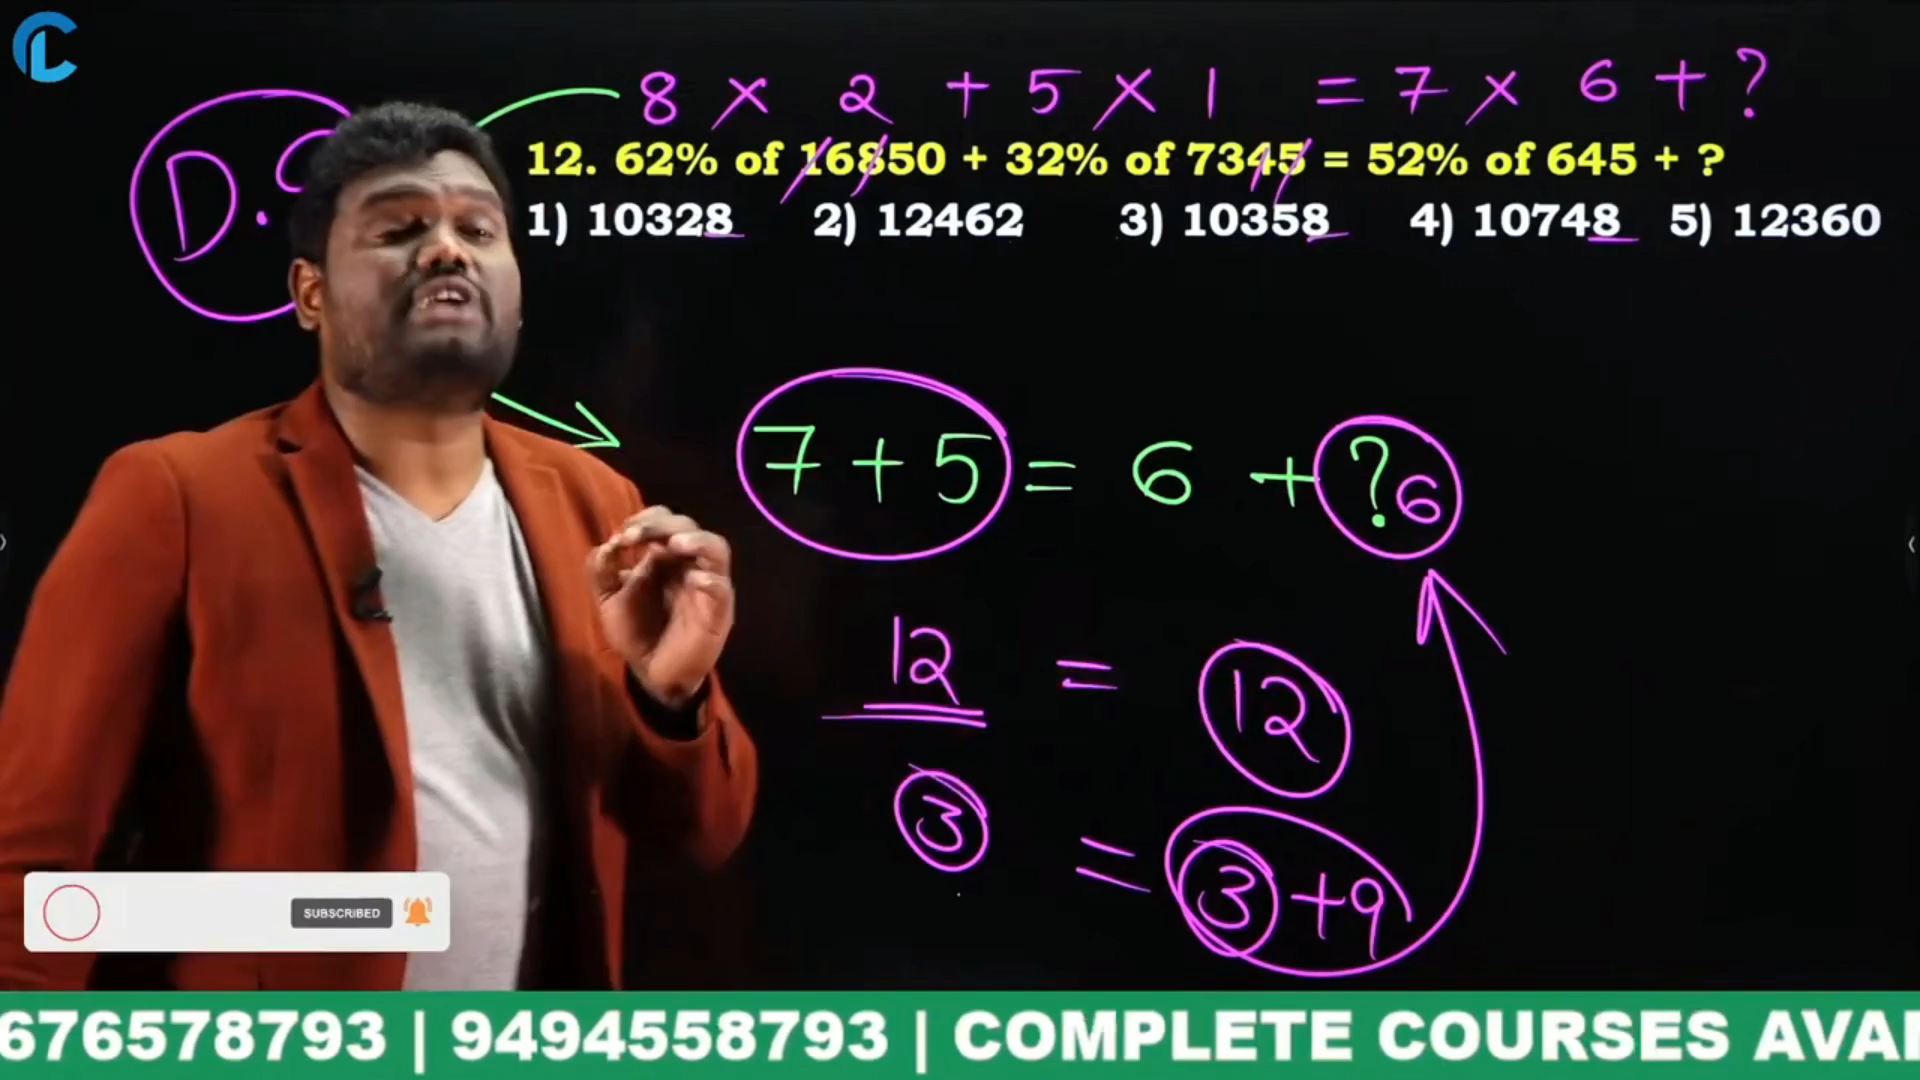 8 × 2 + 5 × 1 = 7 × 6 + ?
D.
12. 62% of 16850 + 32% of 7345 = 52% of 645 + ?
1) 10328 2) 12462 3) 10358 4) 10748 5) 12360
7 + 5 = 6 + ? 6
12 = 12
3 = 3 + 9
SUBSCRIBED
676578793 | 9494558793 | COMPLETE COURSES AVAI